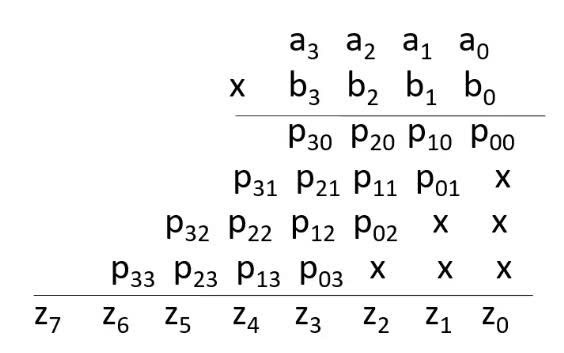 a₃ a₂ a₁ a₀
x b₃ b₂ b₁ b₀
p₃₀ p₂₀ p₁₀ p₀₀
p₃₁ p₂₁ p₁₁ p₀₁ x
p₃₂ p₂₂ p₁₂ p₀₂ x x
p₃₃ p₂₃ p₁₃ p₀₃ x x x
z₇ z₆ z₅ z₄ z₃ z₂ z₁ z₀